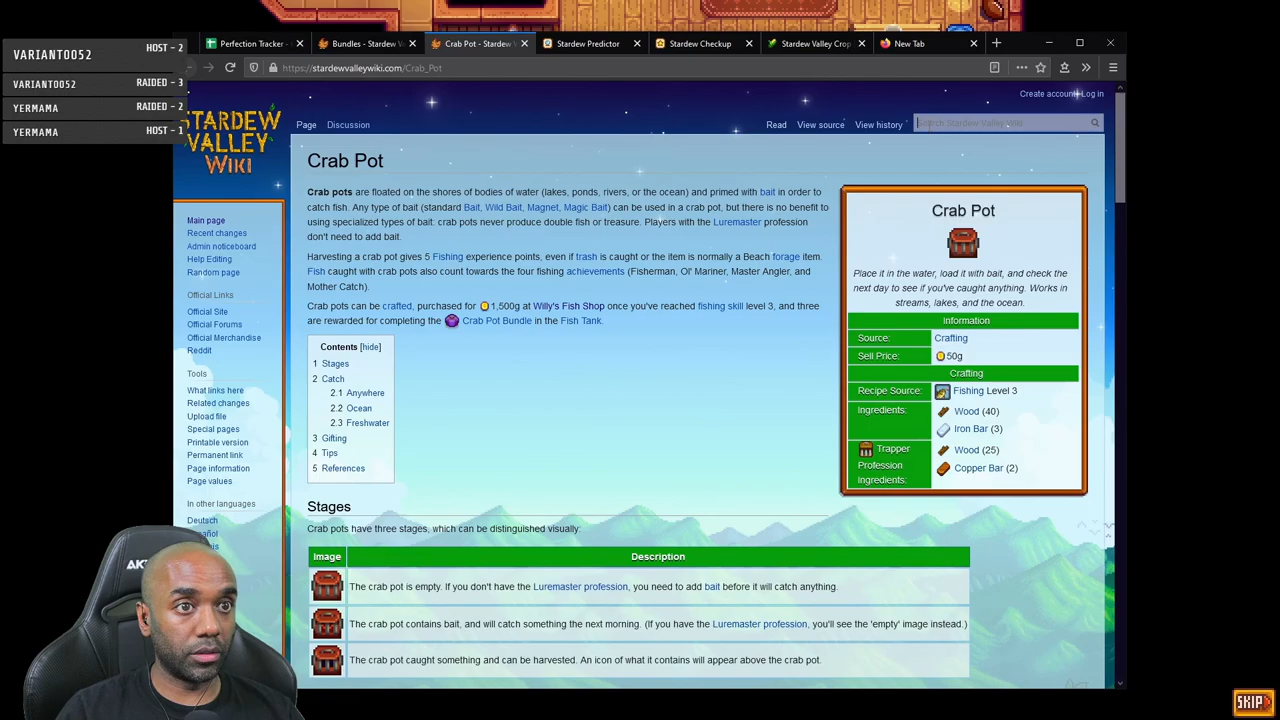 VARIANT0052 HOST - 2
VARIANT0052 RAIDED - 3
YERMAMA RAIDED - 2
YERMAMA HOST - 1
Perfection Tracker -
Bundles - Stardew V
Crab Pot - Stardew
Stardew Predictor
Stardew Checkup
Stardew Valley Crop
New Tab
https://stardewvalleywiki.com/Crab_Pot
Create account Log in
STARDEW
VALLEY
WIKI
Page Discussion Read View source View history Search Stardew Valley Wiki
Main page
Recent changes
Admin noticeboard
Help Editing
Random page
Official Links
Official Site
Official Forums
Official Merchandise
Reddit
Tools
What links here
Related changes
Upload file
Special pages
Printable version
Permanent link
Page information
Page values
In other languages
Deutsch
Crab Pot
Crab pots are floated on the shores of bodies of water (lakes, ponds, rivers, or the ocean) and primed with bait in order to
catch fish. Any type of bait (standard Bait, Wild Bait, Magnet, Magic Bait) can be used in a crab pot, but there is no benefit to
using specialized types of bait: crab pots never produce double fish or treasure. Players with the Luremaster profession
don't need to add bait.
Harvesting a crab pot gives 5 Fishing experience points, even if trash is caught or the item is normally a Beach forage item.
Fish caught with crab pots also count towards the four fishing achievements (Fisherman, Ol' Mariner, Master Angler, and
Mother Catch).
Crab pots can be crafted, purchased for 1,500g at Willy's Fish Shop once you've reached fishing skill level 3, and three
are rewarded for completing the Crab Pot Bundle in the Fish Tank.
Contents [hide]
1 Stages
2 Catch
2.1 Anywhere
2.2 Ocean
2.3 Freshwater
3 Gifting
4 Tips
5 References
Crab Pot
Place it in the water, load it with bait, and check the
next day to see if you've caught anything. Works in
streams, lakes, and the ocean.
Information
Source: Crafting
Sell Price: 50g
Crafting
Recipe Source: Fishing Level 3
Ingredients: Wood (40)
Iron Bar (3)
Trapper Profession Ingredients: Wood (25)
Copper Bar (2)
Stages
Crab pots have three stages, which can be distinguished visually:
Image Description
The crab pot is empty. If you don't have the Luremaster profession, you need to add bait before it will catch anything.
The crab pot contains bait, and will catch something the next morning. (If you have the Luremaster profession, you'll see the 'empty' image instead.)
The crab pot caught something and can be harvested. An icon of what it contains will appear above the crab pot.
AK
SKIP